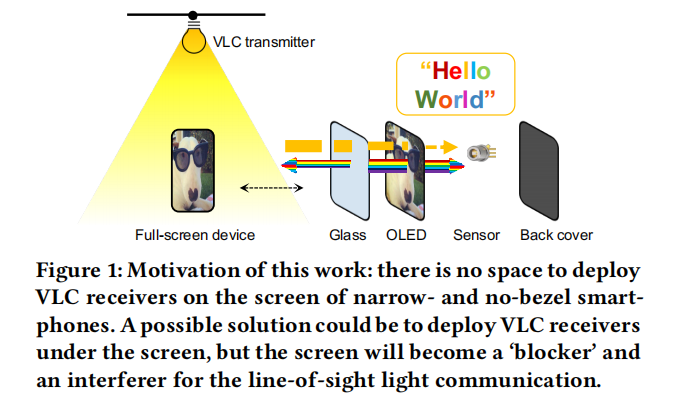 VLC transmitter
“Hello
World”
Full-screen device
Glass
OLED
Sensor
Back cover
Figure 1: Motivation of this work: there is no space to deploy
VLC receivers on the screen of narrow- and no-bezel smart-
phones. A possible solution could be to deploy VLC receivers
under the screen, but the screen will become a ‘blocker’ and
an interferer for the line-of-sight light communication.